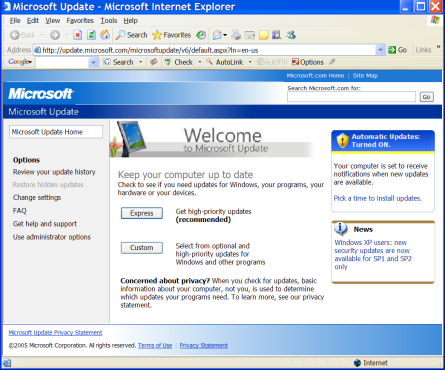 Microsoft Update - Microsoft Internet Explorer
File Edit View Favorites Tools Help
Back Search Favorites
Address http://update.microsoft.com/microsoftupdate/v6/default.aspx?ln=en-us Go Links »
Google Search Check AutoLink AutoFill Options
Microsoft.com Home | Site Map
Microsoft
Search Microsoft.com for:
Go
Microsoft Update
Microsoft Update Home
Options
Review your update history
Restore hidden updates
Change settings
FAQ
Get help and support
Use administrator options
Welcome
to Microsoft Update
Keep your computer up to date
Check to see if you need updates for Windows, your programs, your
hardware or your devices.
Express
Get high-priority updates
(recommended)
Custom
Select from optional and
high-priority updates for
Windows and other programs
Concerned about privacy? When you check for updates, basic
information about your computer, not you, is used to determine
which updates your programs need. To learn more, see our privacy
statement.
Automatic Updates:
Turned ON.
Your computer is set to receive
notifications when new updates
are available.
Pick a time to install updates.
News
Windows XP users: new
security updates are now
available for SP1 and SP2
only
Microsoft Update Privacy Statement
©2005 Microsoft Corporation. All rights reserved. Terms of Use | Privacy Statement
Internet